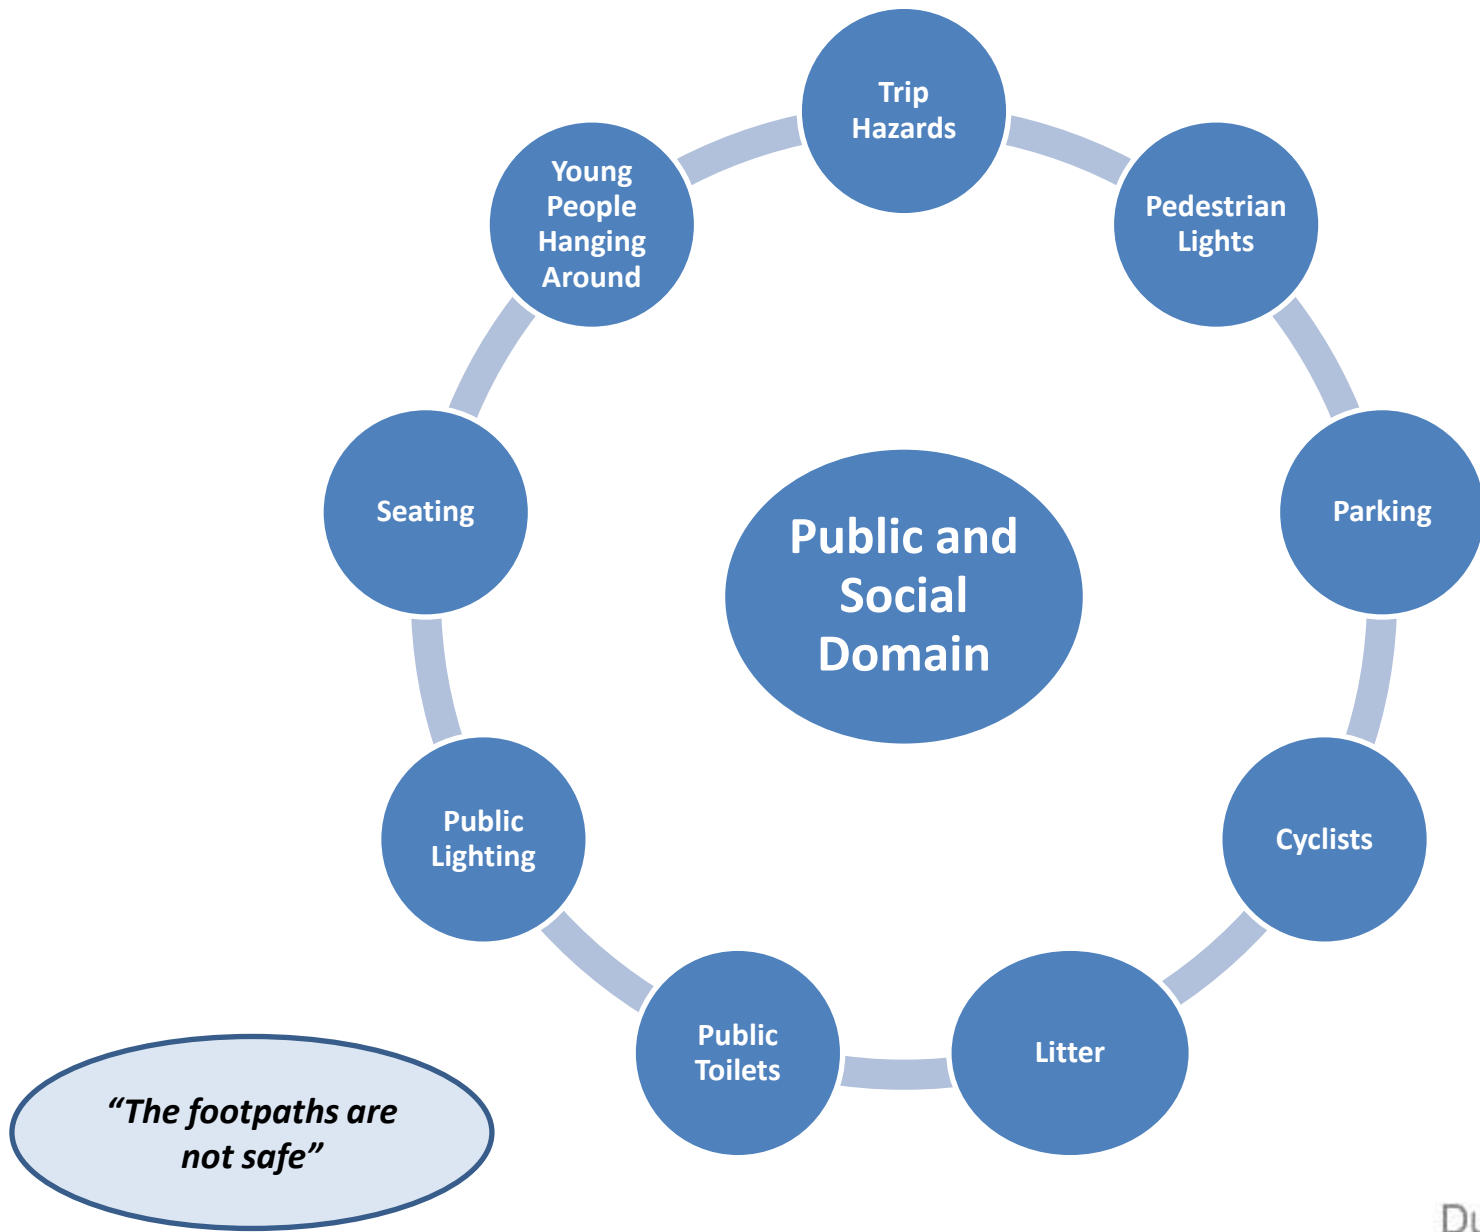 Trip
Hazards
Pedestrian
Lights
Parking
Cyclists
Litter
Public
Toilets
Public
Lighting
Seating
Young
People
Hanging
Around
Public and
Social
Domain
“The footpaths are
not safe”